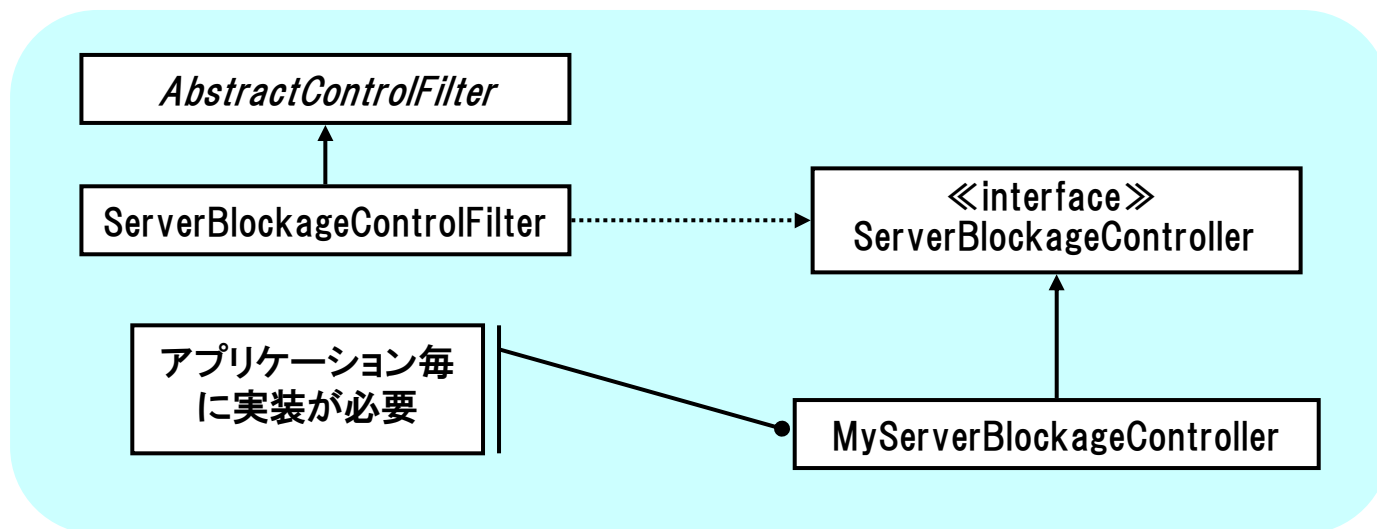 AbstractControlFilter
ServerBlockageControlFilter
≪interface≫
ServerBlockageController
アプリケーション毎
に実装が必要
MyServerBlockageController